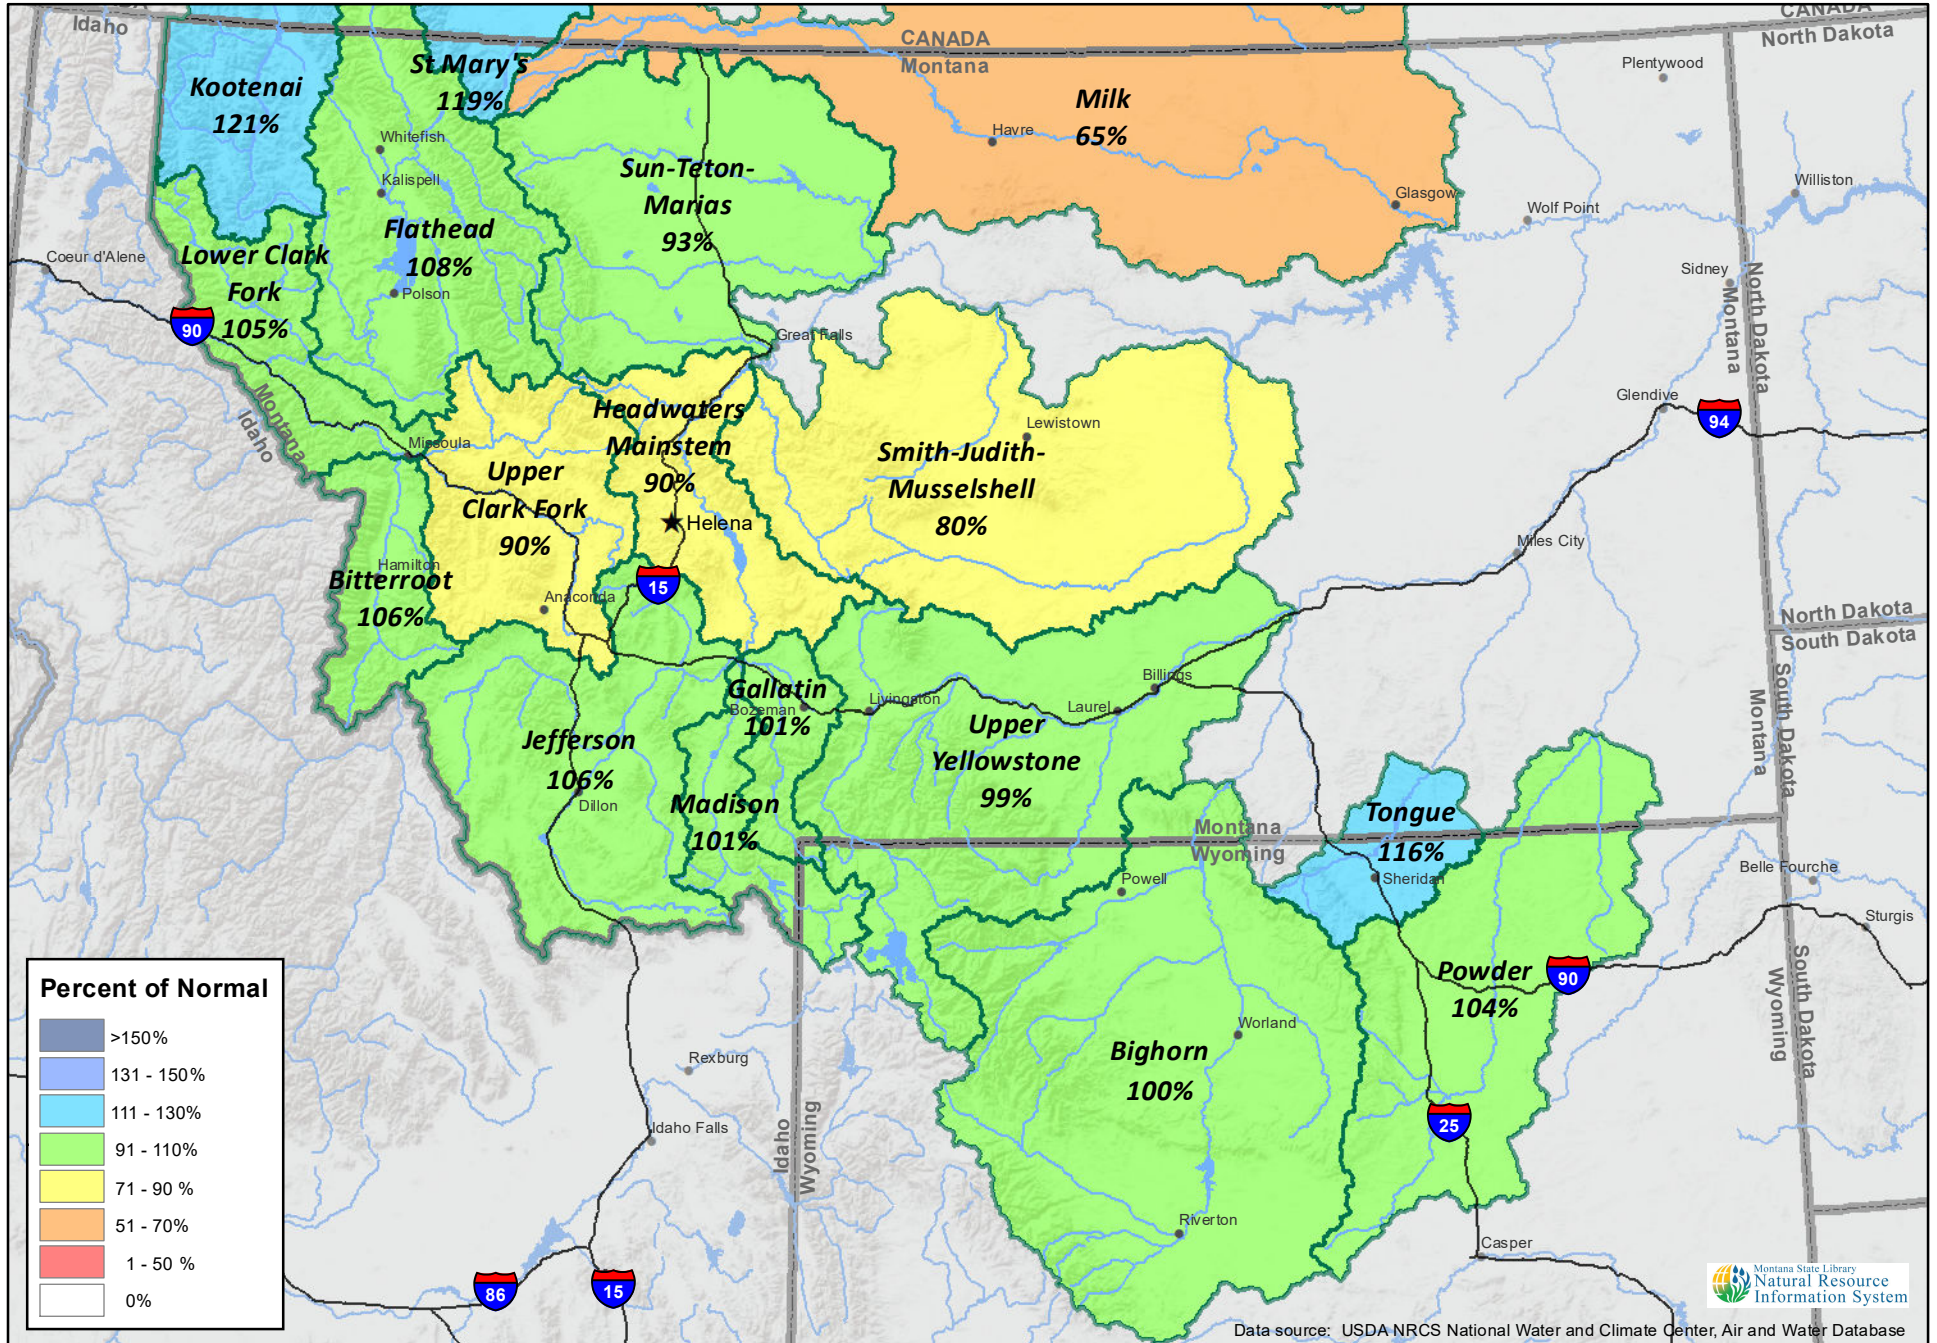 Idaho
CANADA
Montana
CANADA
North Dakota
Kootenai
121%
St Mary's
119%
Milk
65%
Plentywood
Havre
Whitefish
Kalispell
Sun-Teton-
Marias
93%
Glasgow
Wolf Point
Williston
Flathead
108%
Polson
Coeur d'Alene
Lower Clark
Fork
105%
90
Sidney
Montana
North Dakota
Great Falls
Montana
Idaho
Missoula
Headwaters
Mainstem
90%
Helena
Lewistown
Smith-Judith-
Musselshell
80%
Glendive
94
Upper
Clark Fork
90%
Hamilton
Bitterroot
106%
Anaconda
15
Miles City
North Dakota
South Dakota
Gallatin
Bozeman
101%
Livingston
Laurel
Billings
Upper
Yellowstone
99%
Jefferson
106%
Dillon
Madison
101%
Montana
South Dakota
Montana
Wyoming
Tongue
116%
Sheridan
Powell
Belle Fourche
Sturgis
Powder
104%
90
Wyoming
South Dakota
Worland
Bighorn
100%
25
Rexburg
Idaho Falls
Idaho
Wyoming
Riverton
Casper
86
15
Percent of Normal
>150%
131 - 150%
111 - 130%
91 - 110%
71 - 90 %
51 - 70%
1 - 50 %
0%
Montana State Library
Natural Resource
Information System
Data source: USDA NRCS National Water and Climate Center, Air and Water Database